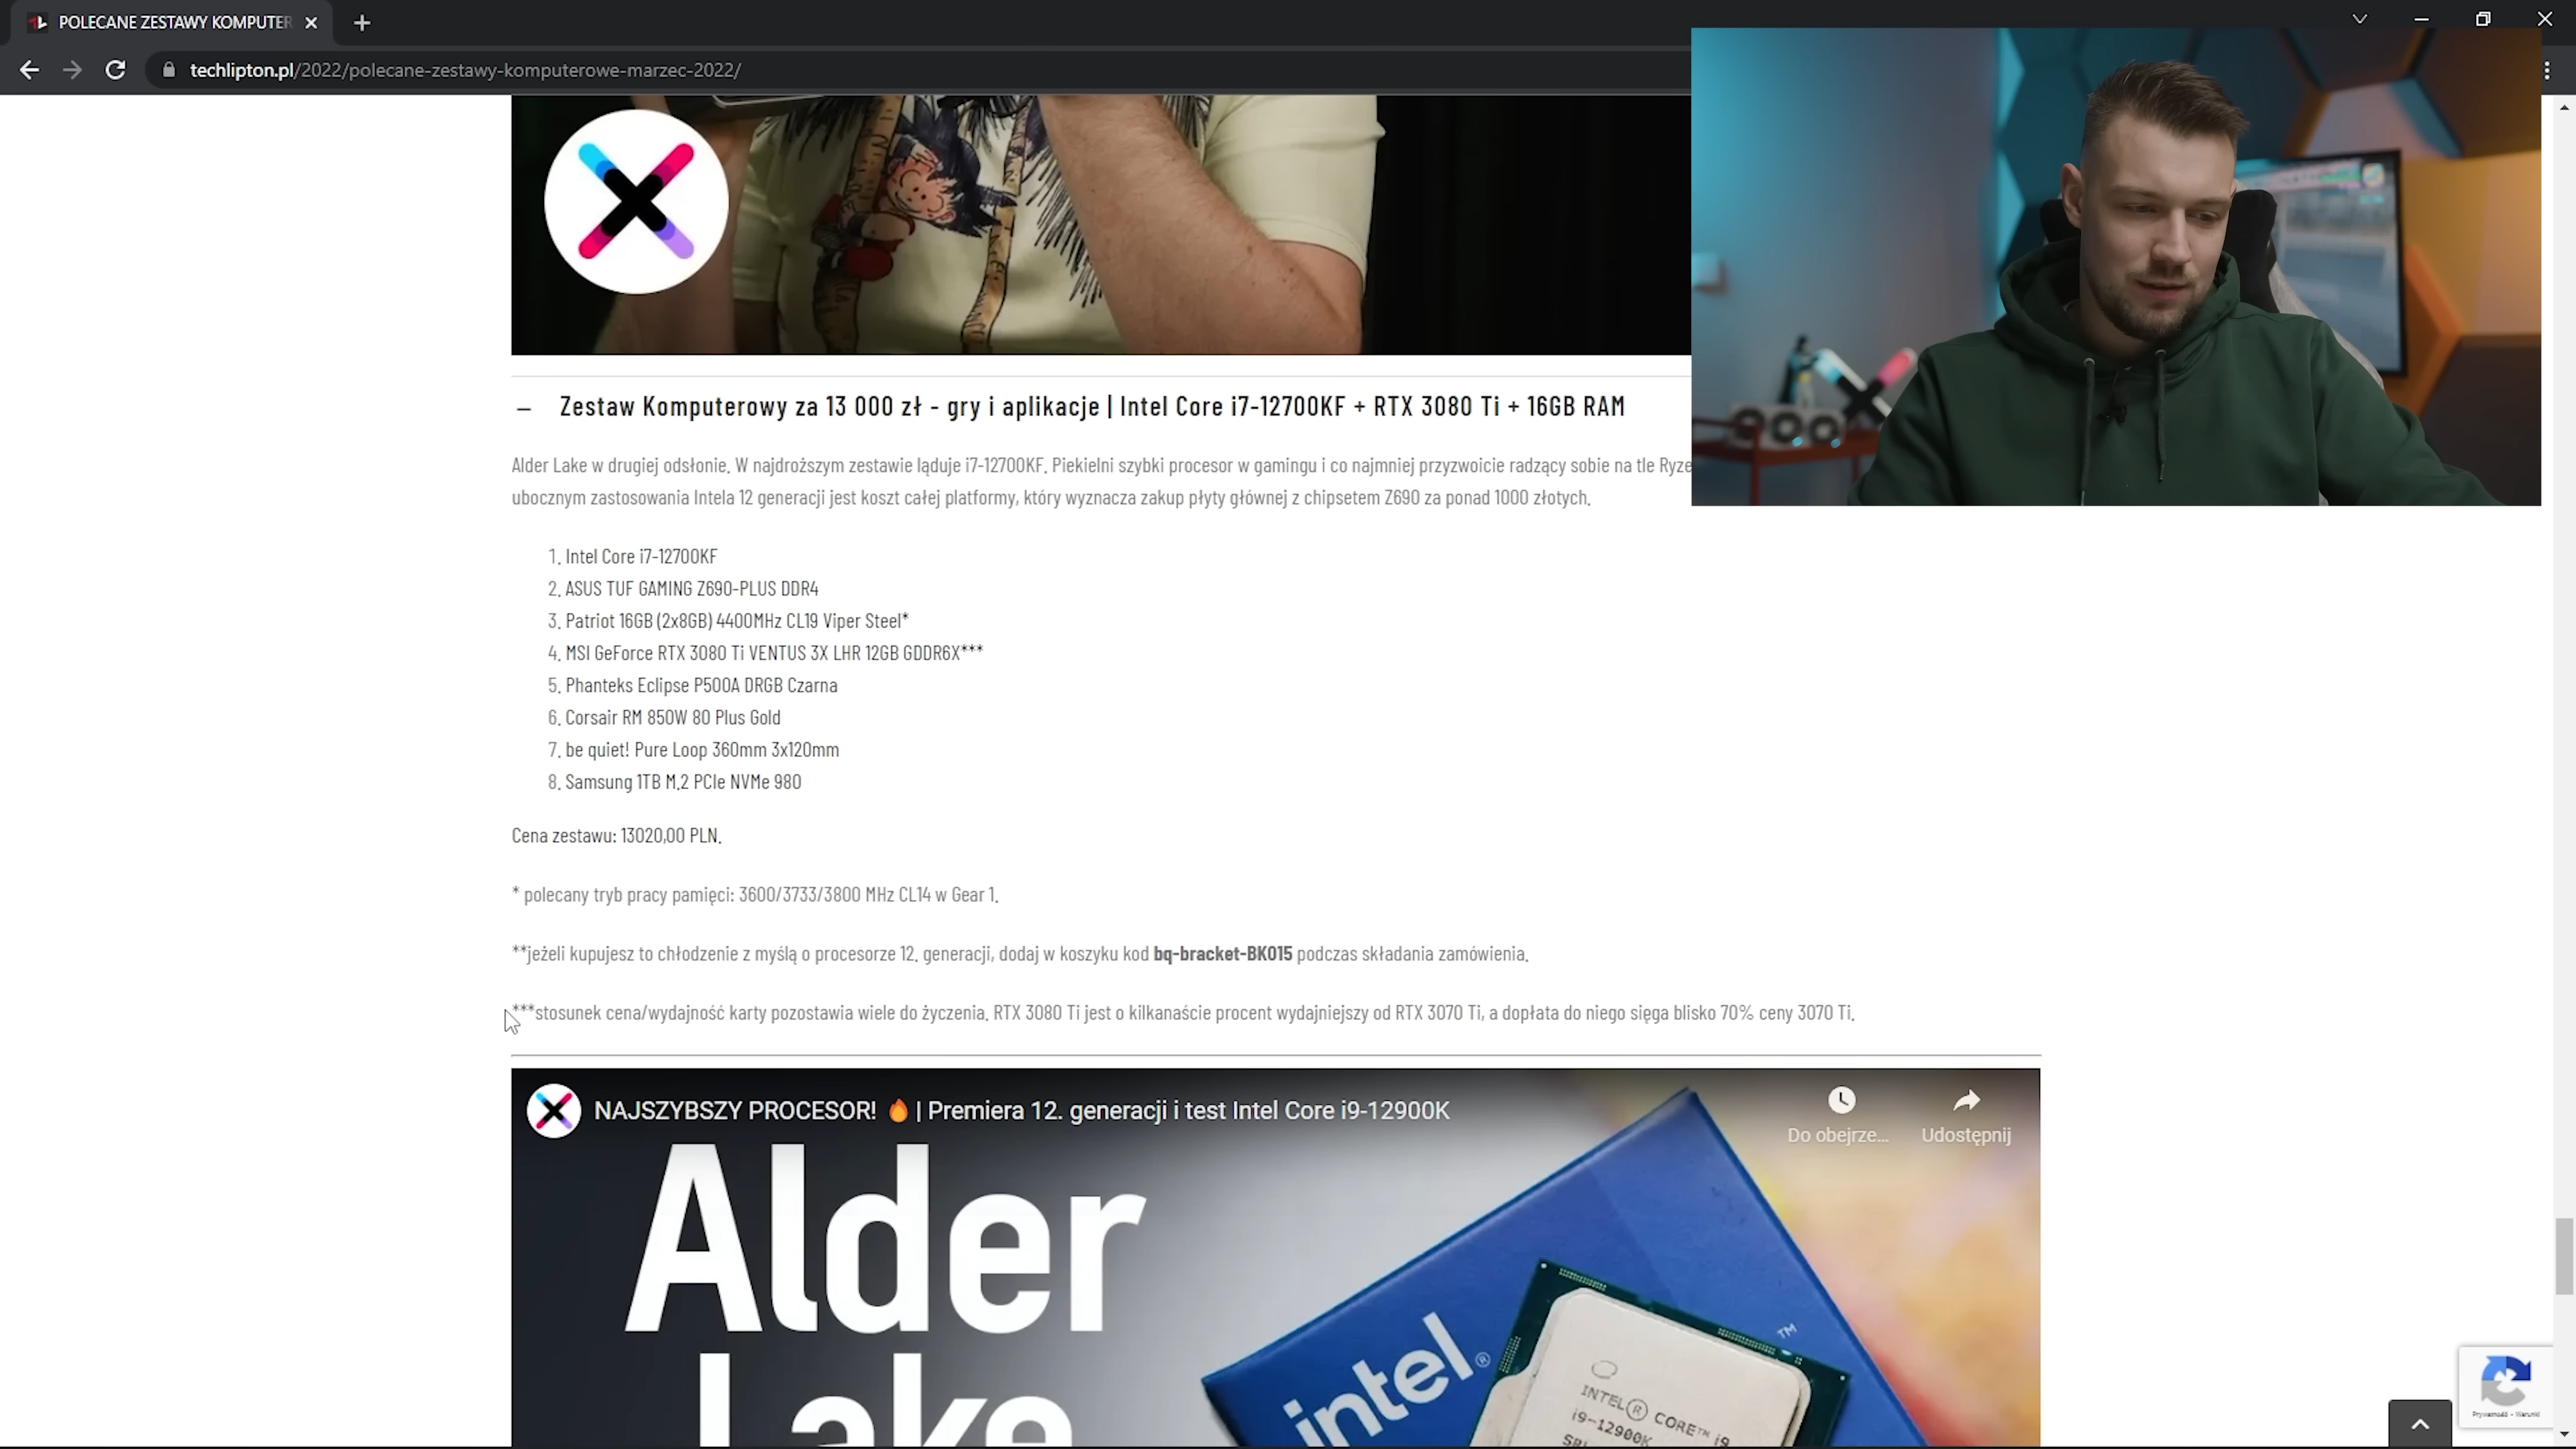 POLECANE ZESTAWY KOMPUTER
techlipton.pl/2022/polecane-zestawy-komputerowe-marzec-2022/
– Zestaw Komputerowy za 13 000 zł - gry i aplikacje | Intel Core i7-12700KF + RTX 3080 Ti + 16GB RAM
Alder Lake w drugiej odsłonie. W najdroższym zestawie ląduje i7-12700KF. Piekielni szybki procesor w gamingu i co najmniej przyzwoicie radzący sobie na tle Ryze
ubocznym zastosowania Intela 12 generacji jest koszt całej platformy, który wyznacza zakup płyty głównej z chipsetem Z690 za ponad 1000 złotych.
1. Intel Core i7-12700KF
2. ASUS TUF GAMING Z690-PLUS DDR4
3. Patriot 16GB (2x8GB) 4400MHz CL19 Viper Steel*
4. MSI GeForce RTX 3080 Ti VENTUS 3X LHR 12GB GDDR6X***
5. Phanteks Eclipse P500A DRGB Czarna
6. Corsair RM 850W 80 Plus Gold
7. be quiet! Pure Loop 360mm 3x120mm
8. Samsung 1TB M.2 PCIe NVMe 980
Cena zestawu: 13020,00 PLN.
* polecany tryb pracy pamięci: 3600/3733/3800 MHz CL14 w Gear 1.
**jeżeli kupujesz to chłodzenie z myślą o procesorze 12. generacji, dodaj w koszyku kod bq-bracket-BK015 podczas składania zamówienia.
***stosunek cena/wydajność karty pozostawia wiele do życzenia. RTX 3080 Ti jest o kilkanaście procent wydajniejszy od RTX 3070 Ti, a dopłata do niego sięga blisko 70% ceny 3070 Ti.
NAJSZYBSZY PROCESOR! 🔥 | Premiera 12. generacji i test Intel Core i9-12900K
Do obejrze...
Udostępnij
Alder
Lake
intel®
™
INTEL® CORE™ i9
i9-12900K
Prywatność - Warunki